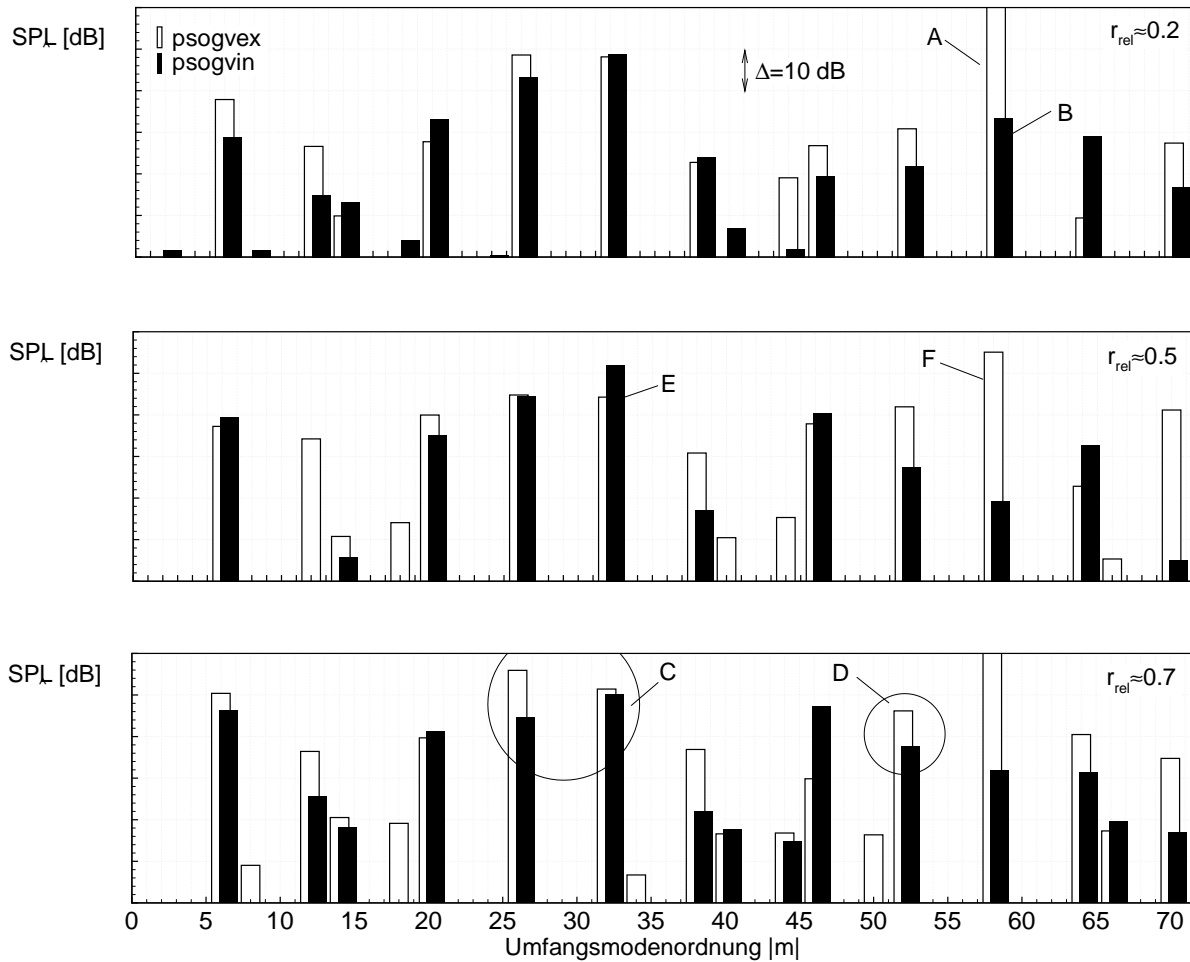 SPL [dB]
psogvex
psogvin
A
Δ=10 dB
B
r_rel≈0.2
SPL [dB]
E
F
r_rel≈0.5
SPL [dB]
C
D
r_rel≈0.7
0 5 10 15 20 25 30 35 40 45 50 55 60 65 70
Umfangsmodenordnung |m|